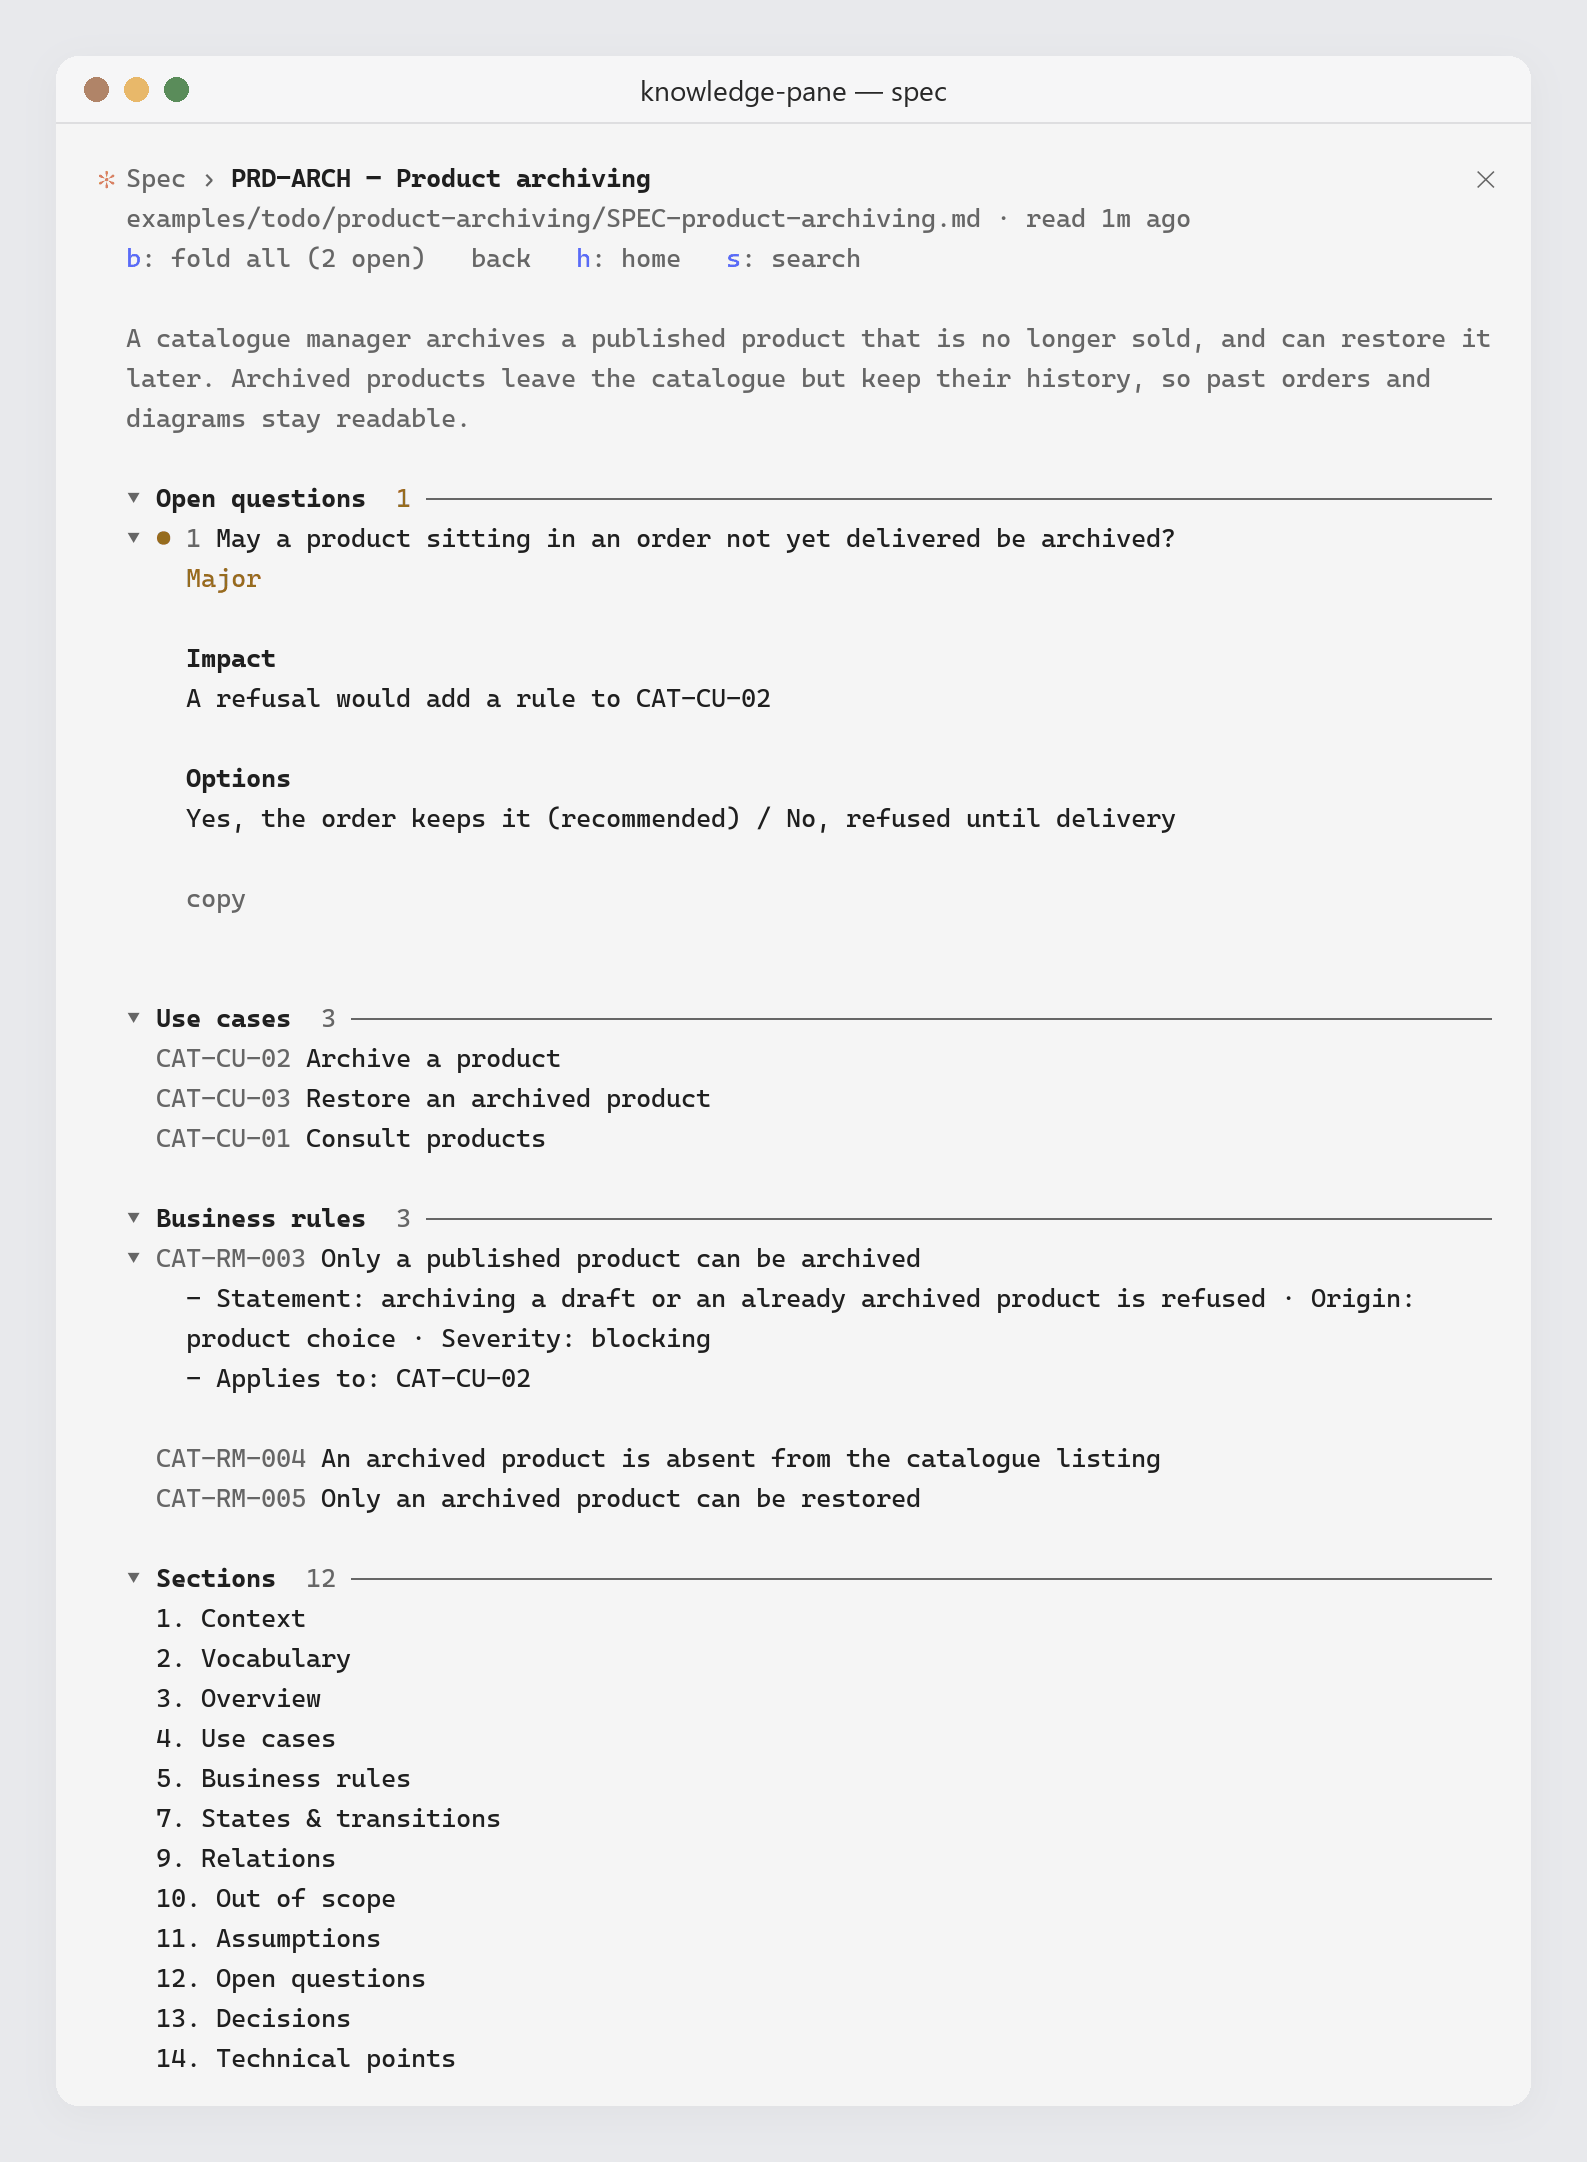 knowledge-pane — spec
✻ Spec › PRD-ARCH — Product archiving ×
examples/todo/product-archiving/SPEC-product-archiving.md · read 1m ago
b: fold all (2 open) back h: home s: search
A catalogue manager archives a published product that is no longer sold, and can restore it
later. Archived products leave the catalogue but keep their history, so past orders and
diagrams stay readable.
▼ Open questions 1
▼ ● 1 May a product sitting in an order not yet delivered be archived?
Major
Impact
A refusal would add a rule to CAT-CU-02
Options
Yes, the order keeps it (recommended) / No, refused until delivery
copy
▼ Use cases 3
CAT-CU-02 Archive a product
CAT-CU-03 Restore an archived product
CAT-CU-01 Consult products
▼ Business rules 3
▼ CAT-RM-003 Only a published product can be archived
- Statement: archiving a draft or an already archived product is refused · Origin:
product choice · Severity: blocking
- Applies to: CAT-CU-02
CAT-RM-004 An archived product is absent from the catalogue listing
CAT-RM-005 Only an archived product can be restored
▼ Sections 12
1. Context
2. Vocabulary
3. Overview
4. Use cases
5. Business rules
7. States & transitions
9. Relations
10. Out of scope
11. Assumptions
12. Open questions
13. Decisions
14. Technical points